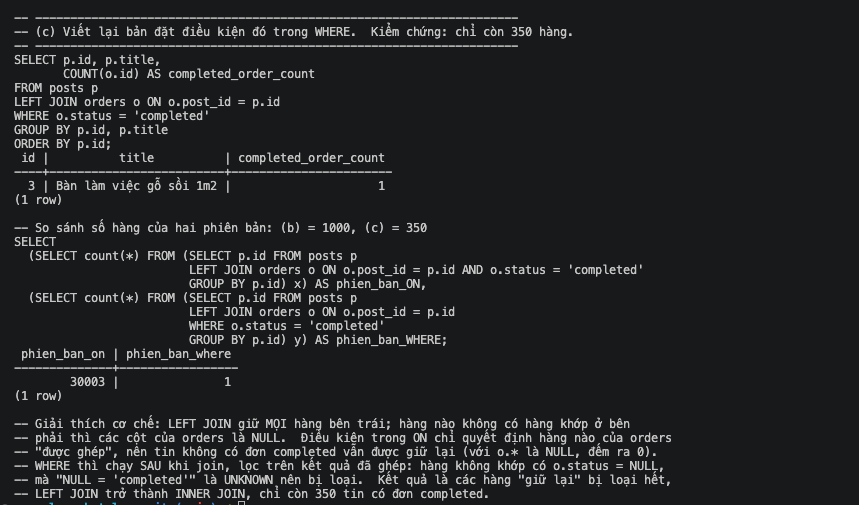 -- ---------------------------------------------------------------------
-- (c) Viết lại bản đặt điều kiện đó trong WHERE.  Kiểm chứng: chỉ còn 350 hàng.
-- ---------------------------------------------------------------------
SELECT p.id, p.title,
       COUNT(o.id) AS completed_order_count
FROM posts p
LEFT JOIN orders o ON o.post_id = p.id
WHERE o.status = 'completed'
GROUP BY p.id, p.title
ORDER BY p.id;
 id |          title          | completed_order_count
----+-------------------------+-----------------------
  3 | Bàn làm việc gỗ sồi 1m2 |                     1
(1 row)

-- So sánh số hàng của hai phiên bản: (b) = 1000, (c) = 350
SELECT
  (SELECT count(*) FROM (SELECT p.id FROM posts p
                         LEFT JOIN orders o ON o.post_id = p.id AND o.status = 'completed'
                         GROUP BY p.id) x) AS phien_ban_ON,
  (SELECT count(*) FROM (SELECT p.id FROM posts p
                         LEFT JOIN orders o ON o.post_id = p.id
                         WHERE o.status = 'completed'
                         GROUP BY p.id) y) AS phien_ban_WHERE;
 phien_ban_on | phien_ban_where
--------------+-----------------
        30003 |               1
(1 row)

-- Giải thích cơ chế: LEFT JOIN giữ MỌI hàng bên trái; hàng nào không có hàng khớp ở bên
-- phải thì các cột của orders là NULL.  Điều kiện trong ON chỉ quyết định hàng nào của orders
-- "được ghép", nên tin không có đơn completed vẫn được giữ lại (với o.* là NULL, đếm ra 0).
-- WHERE thì chạy SAU khi join, lọc trên kết quả đã ghép: hàng không khớp có o.status = NULL,
-- mà "NULL = 'completed'" là UNKNOWN nên bị loại.  Kết quả là các hàng "giữ lại" bị loại hết,
-- LEFT JOIN trở thành INNER JOIN, chỉ còn 350 tin có đơn completed.